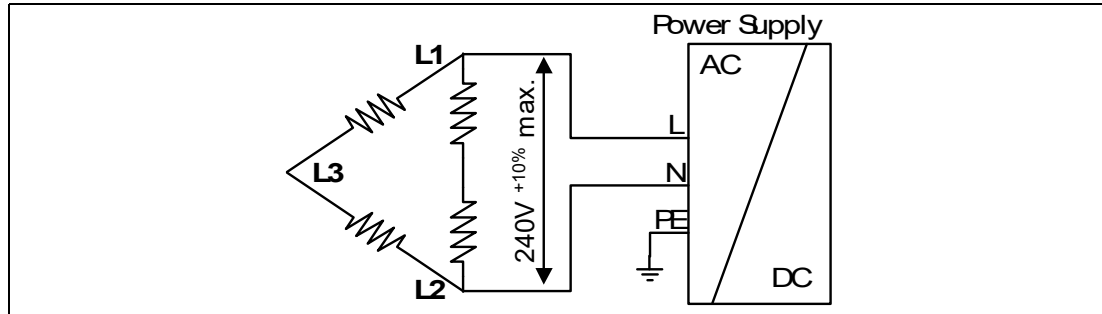 Power Supply
L1
AC
240V +10% max.
L
L3
N
PE
L2
DC